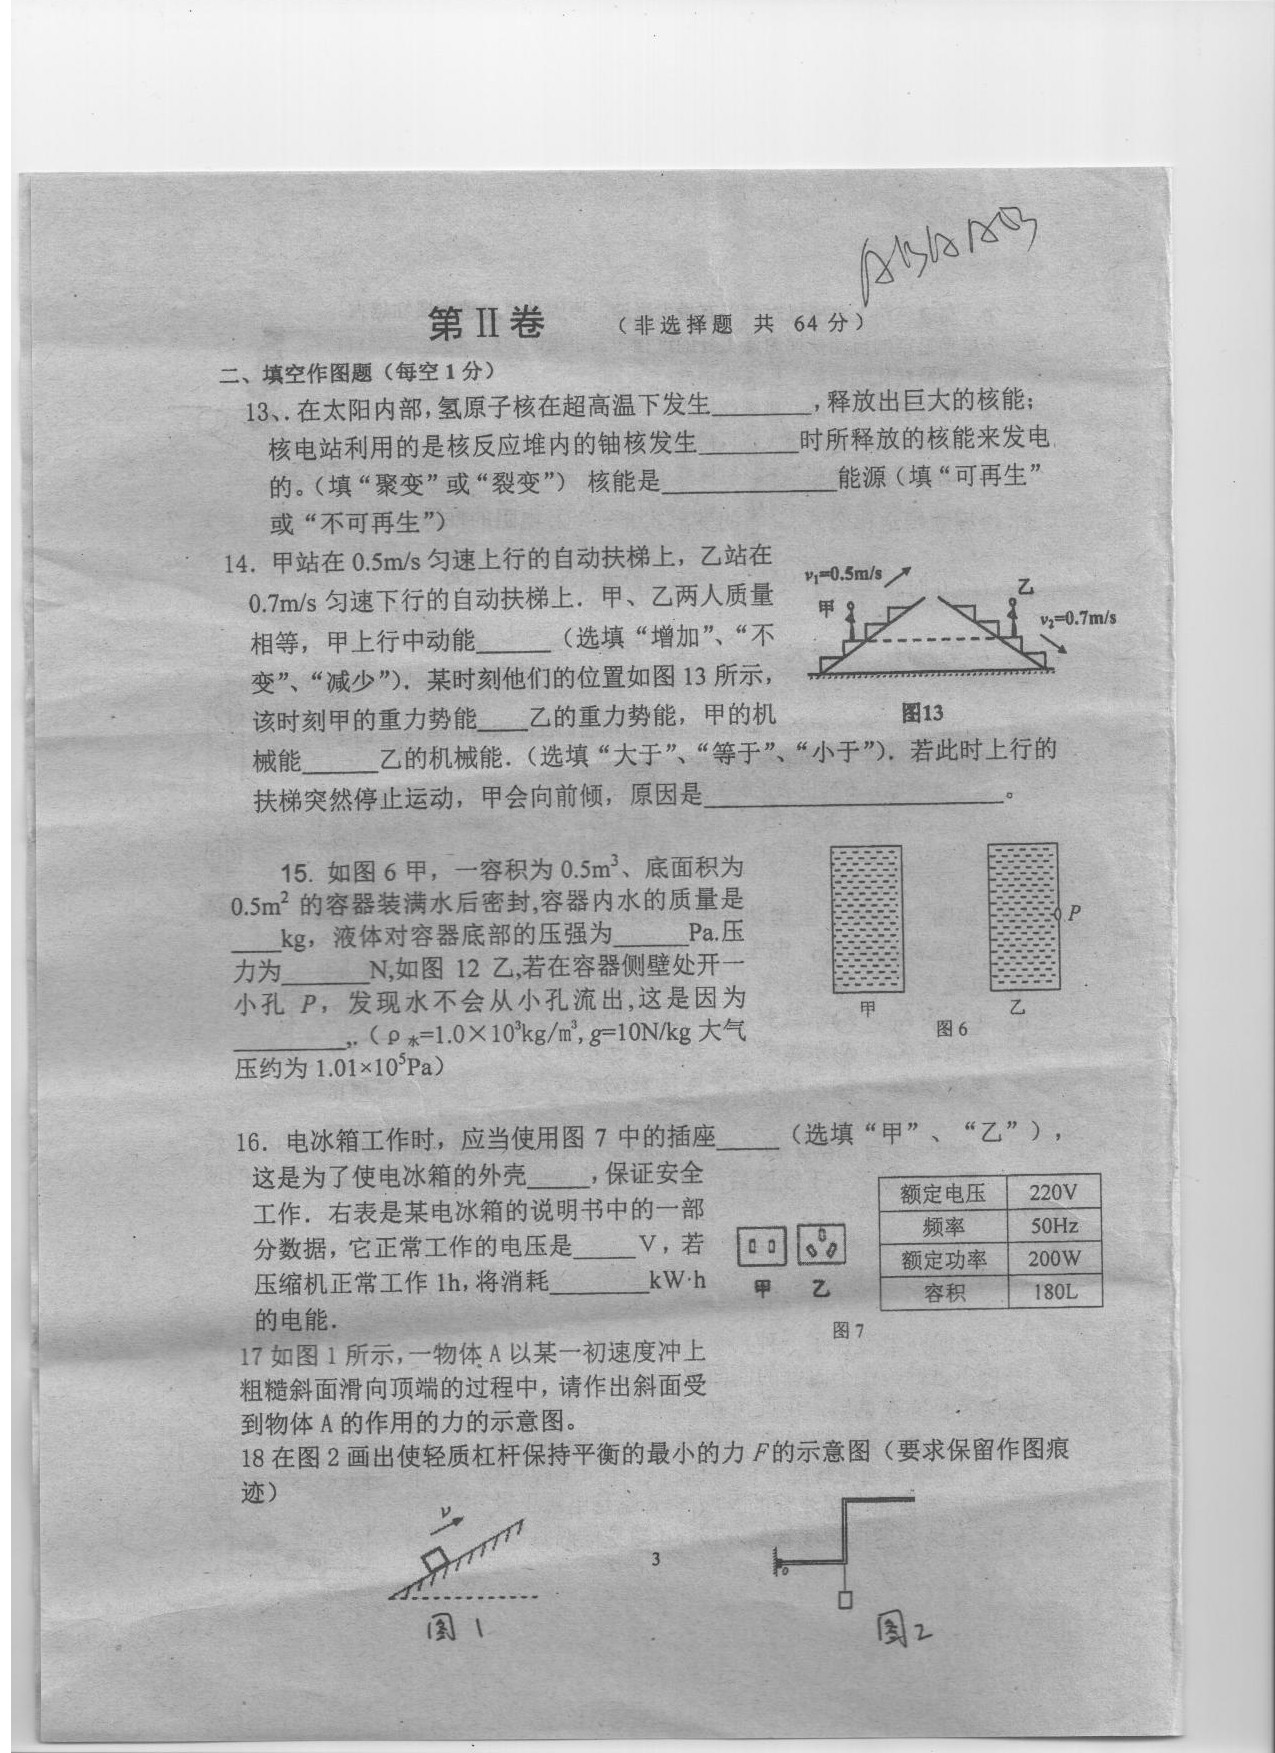 ABAAB
第Ⅱ卷 （非选择题 共 64分）
二、填空作图题（每空1分）
13、. 在太阳内部,氢原子核在超高温下发生________,释放出巨大的核能；
核电站利用的是核反应堆内的铀核发生________时所释放的核能来发电
的。（填“聚变”或“裂变”） 核能是______________能源（填“可再生”
或“不可再生”）
14. 甲站在 0.5m/s 匀速上行的自动扶梯上，乙站在
0.7m/s 匀速下行的自动扶梯上．甲、乙两人质量
相等，甲上行中动能______（选填“增加”、“不
变”、“减少”）．某时刻他们的位置如图 13 所示，
该时刻甲的重力势能____乙的重力势能，甲的机
械能______乙的机械能．（选填“大于”、“等于”、“小于”）．若此时上行的
扶梯突然停止运动，甲会向前倾，原因是________________________。
v₁=0.5m/s
甲
乙
v₂=0.7m/s
图13
15. 如图 6 甲，一容积为 0.5m³、底面积为
0.5m² 的容器装满水后密封,容器内水的质量是
____kg，液体对容器底部的压强为______Pa.压
力为_______N,如图 12 乙,若在容器侧壁处开一
小孔 P，发现水不会从小孔流出,这是因为
_________,.（ρ水=1.0×10³kg/m³, g=10N/kg 大气
压约为 1.01×10⁵Pa）
P
甲 乙
图 6
16. 电冰箱工作时，应当使用图 7 中的插座_____（选填“甲”、“乙”），
这是为了使电冰箱的外壳_____,保证安全
工作．右表是某电冰箱的说明书中的一部
分数据，它正常工作的电压是_____V，若
压缩机正常工作 1h,将消耗________kW·h
的电能．
甲 乙
额定电压 220V
频率 50Hz
额定功率 200W
容积 180L
图 7
17 如图 1 所示,一物体 A 以某一初速度冲上
粗糙斜面滑向顶端的过程中，请作出斜面受
到物体 A 的作用的力的示意图。
18 在图 2 画出使轻质杠杆保持平衡的最小的力 F 的示意图（要求保留作图痕
迹）
v
图 1
3
o
图2